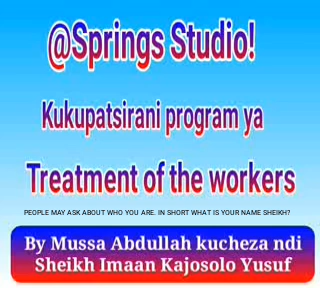 @Springs Studio!
Kukupatsirani program ya
Treatment of the workers
PEOPLE MAY ASK ABOUT WHO YOU ARE. IN SHORT WHAT IS YOUR NAME SHEIKH?
By Mussa Abdullah kucheza ndi
Sheikh Imaan Kajosolo Yusuf